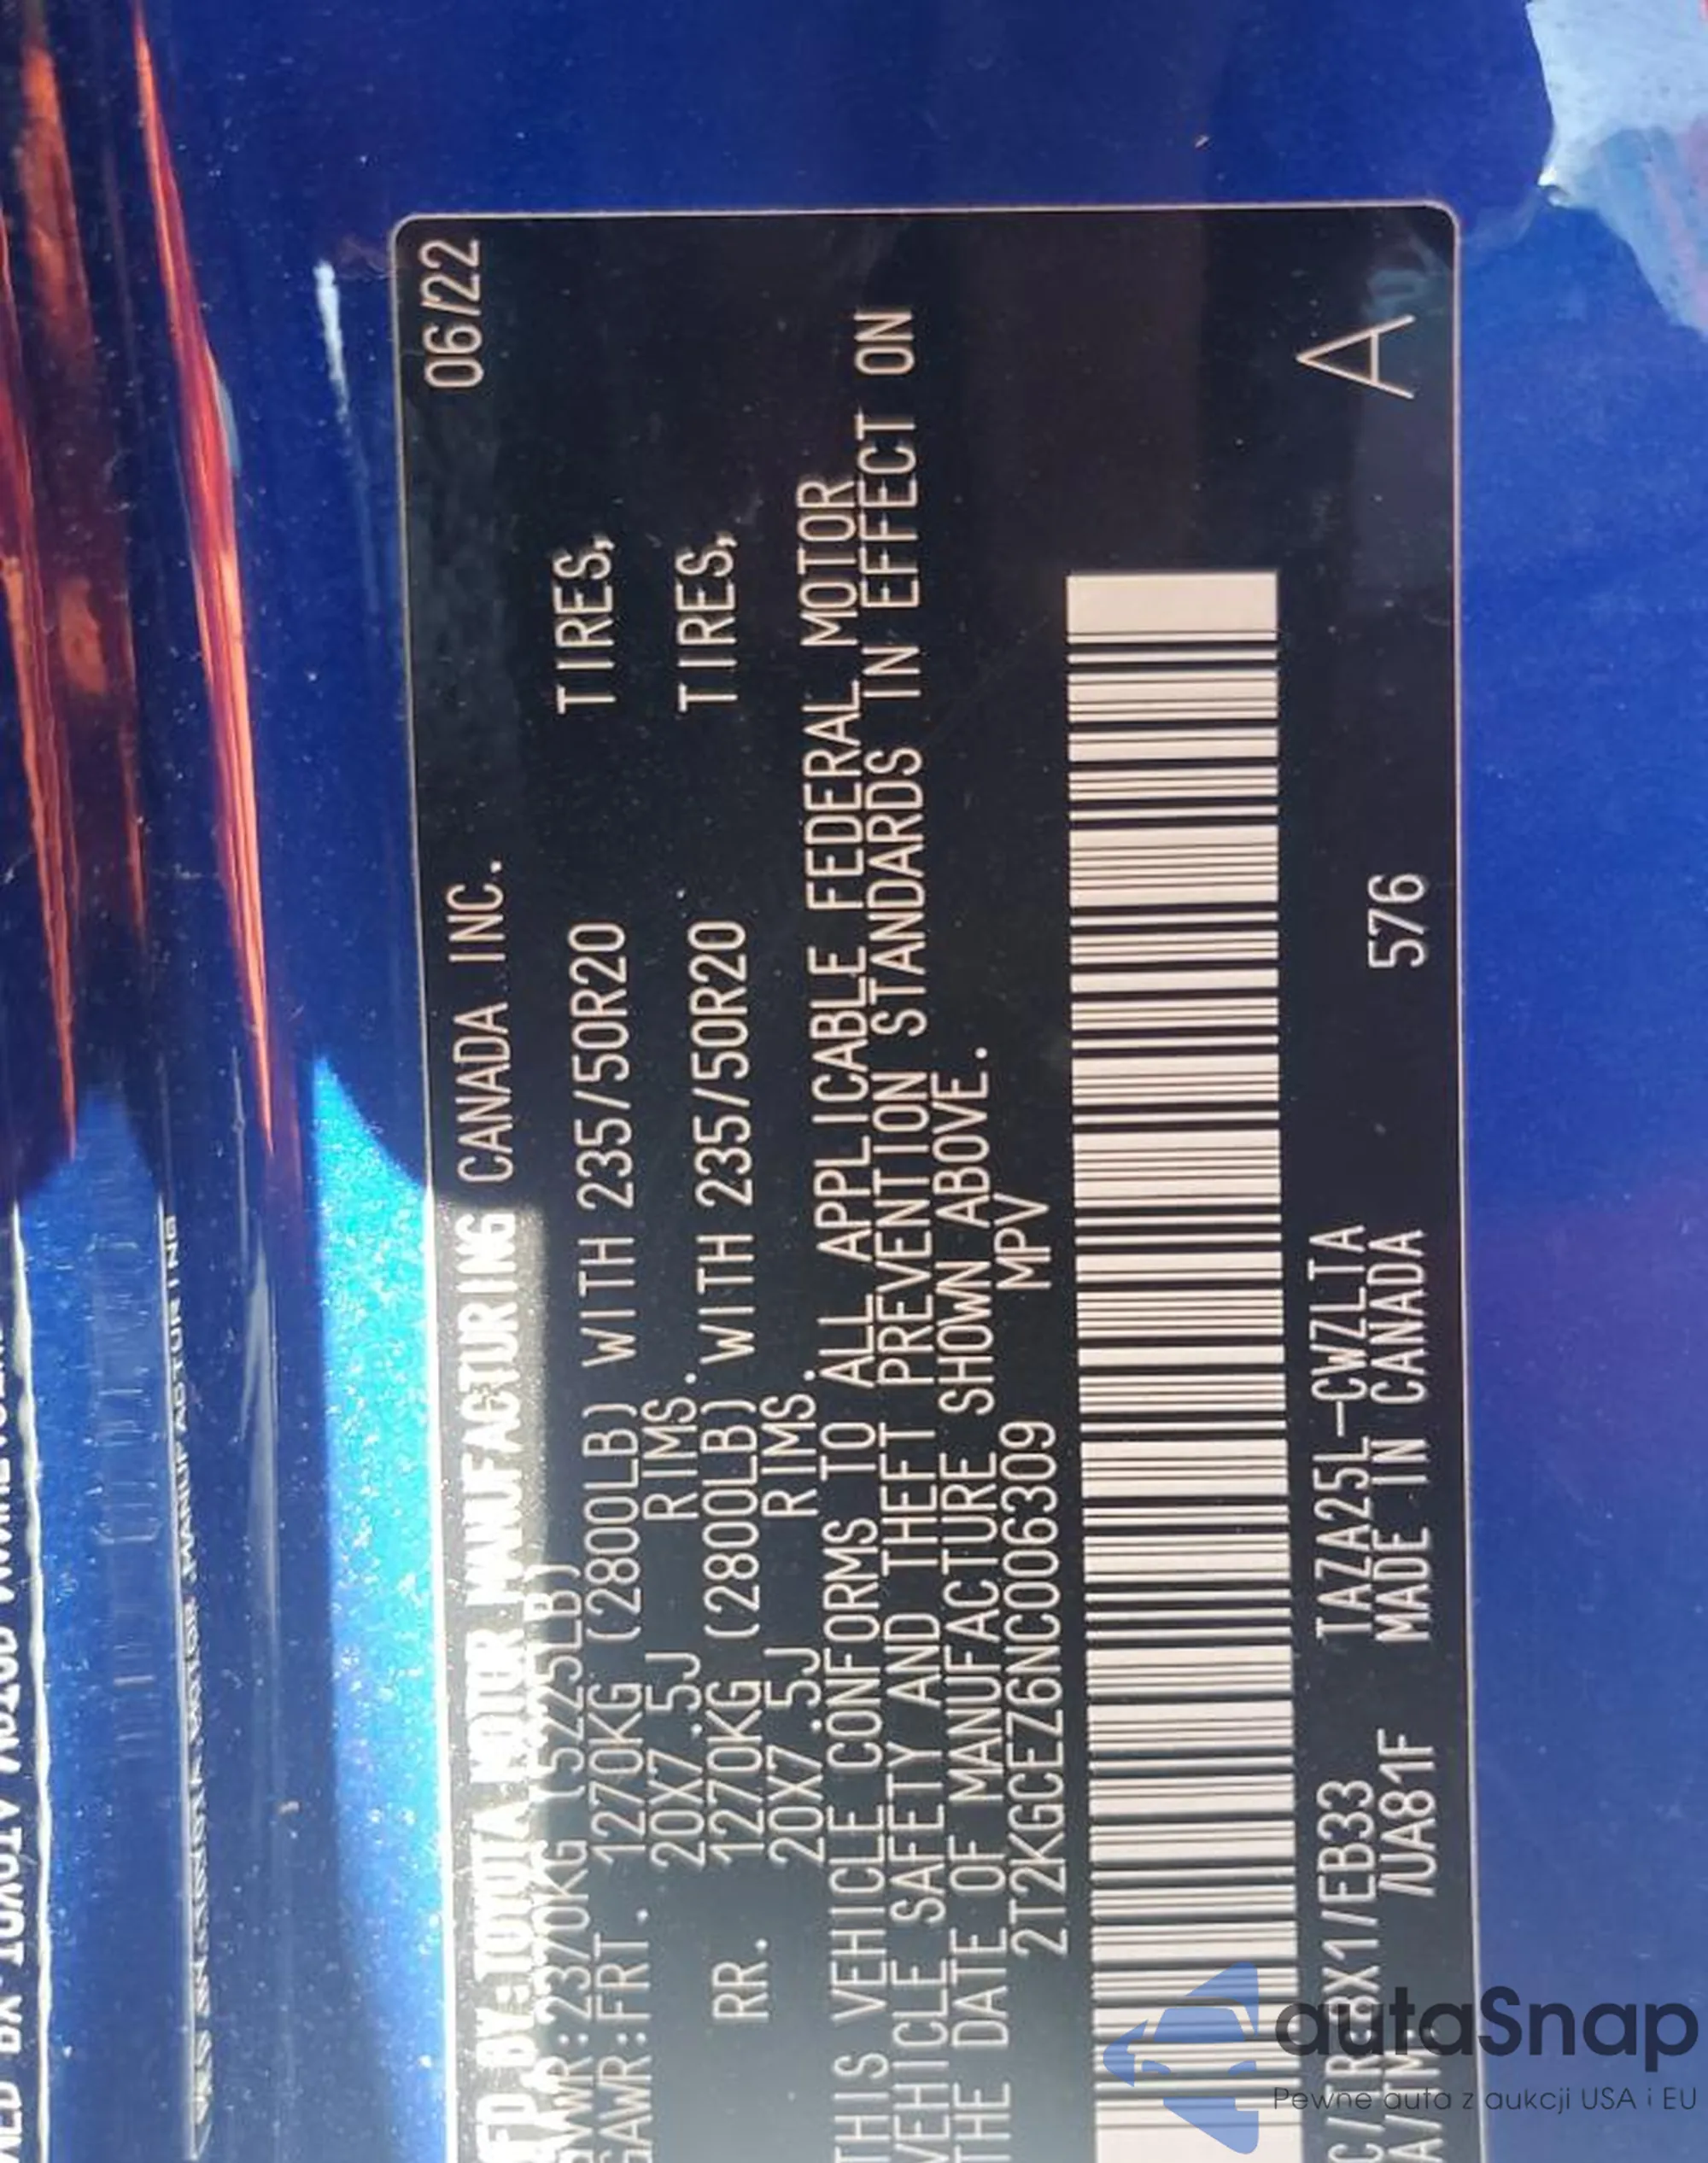 MFD.BY:TOYOTA MOTOR MANUFACTURING CANADA INC. 06/22
GVWR:2370KG (5225LB)
GAWR:FRT. 1270KG (2800LB) WITH 235/50R20 TIRES,
20X7.5J RIMS.
RR. 1270KG (2800LB) WITH 235/50R20 TIRES,
20X7.5J RIMS.
THIS VEHICLE CONFORMS TO ALL APPLICABLE FEDERAL MOTOR
VEHICLE SAFETY AND THEFT PREVENTION STANDARDS IN EFFECT ON
THE DATE OF MANUFACTURE SHOWN ABOVE.
2T2KGCEZ6NC006309 MPV
C/TR:8X1/EB33 TAZA25L-CWZLTA A
A/TM: /UA81F MADE IN CANADA 576
autaSnap
Pewne auta z aukcji USA i EU